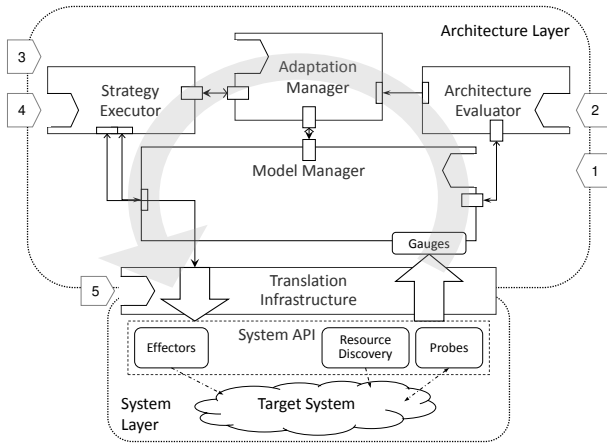 Architecture Layer
3
Strategy
Executor
Adaptation
Manager
Architecture
Evaluator
4
2
Model Manager
1
Gauges
5
Translation
Infrastructure
System API
Effectors
Resource
Discovery
Probes
System
Layer
Target System